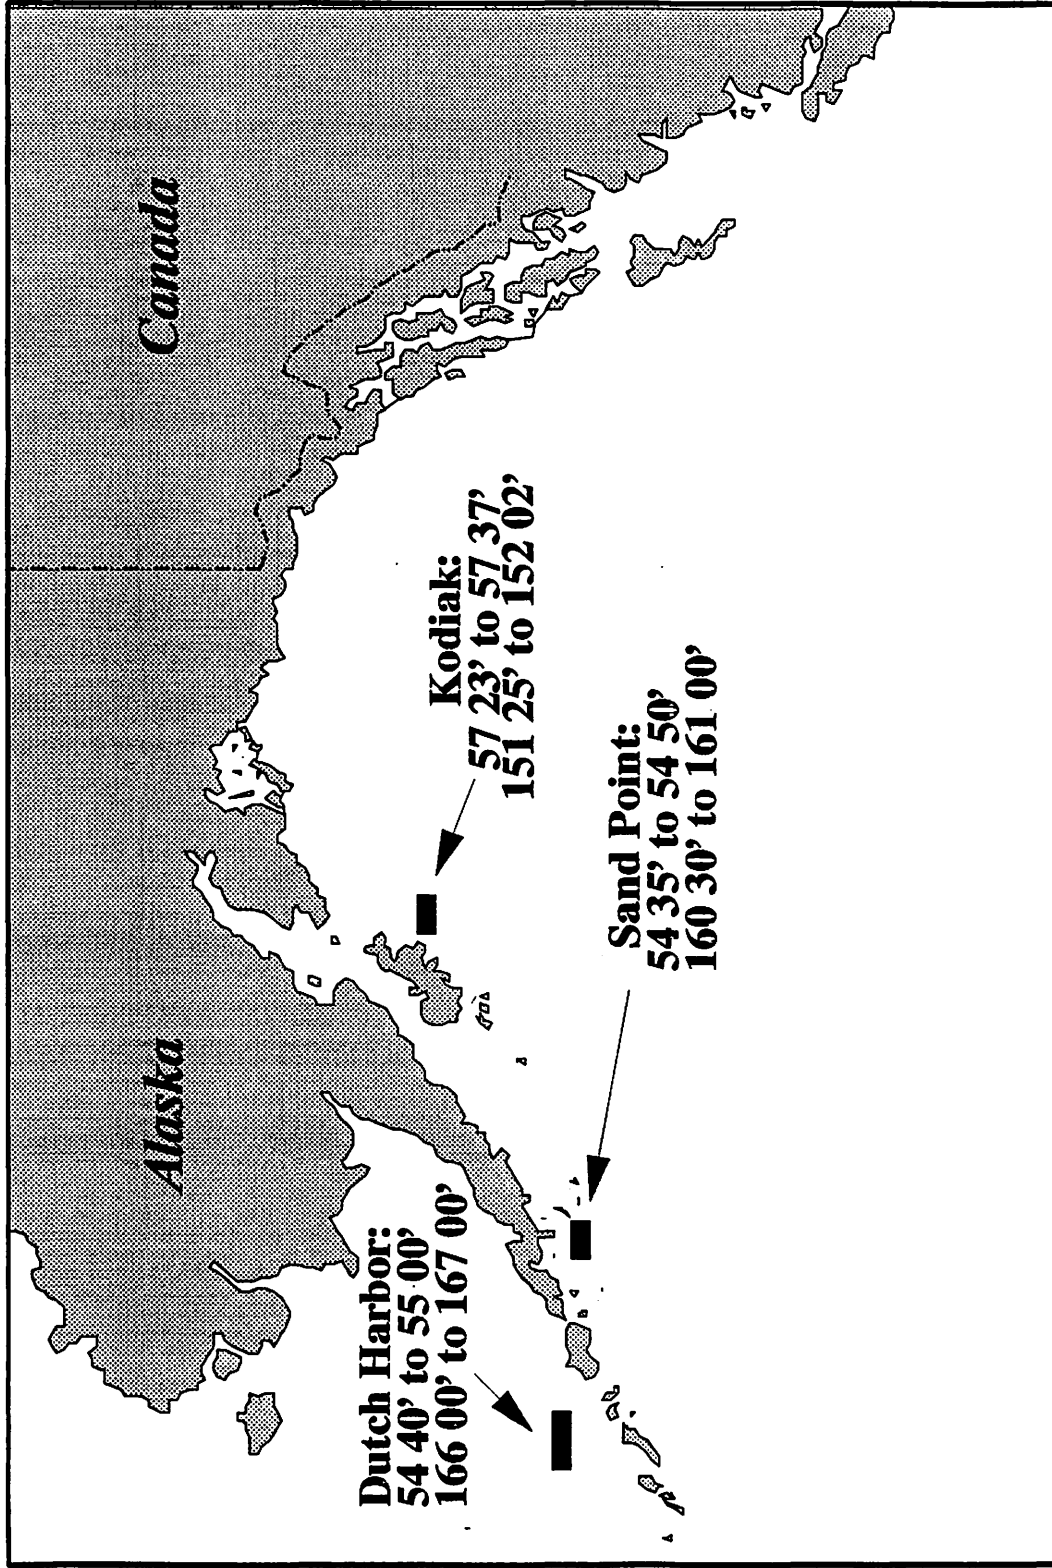 Alaska
Canada
Dutch Harbor:
54 40' to 55 00'
166 00' to 167 00'
Kodiak:
57 23' to 57 37'
151 25' to 152 02'
Sand Point:
54 35' to 54 50'
160 30' to 161 00'